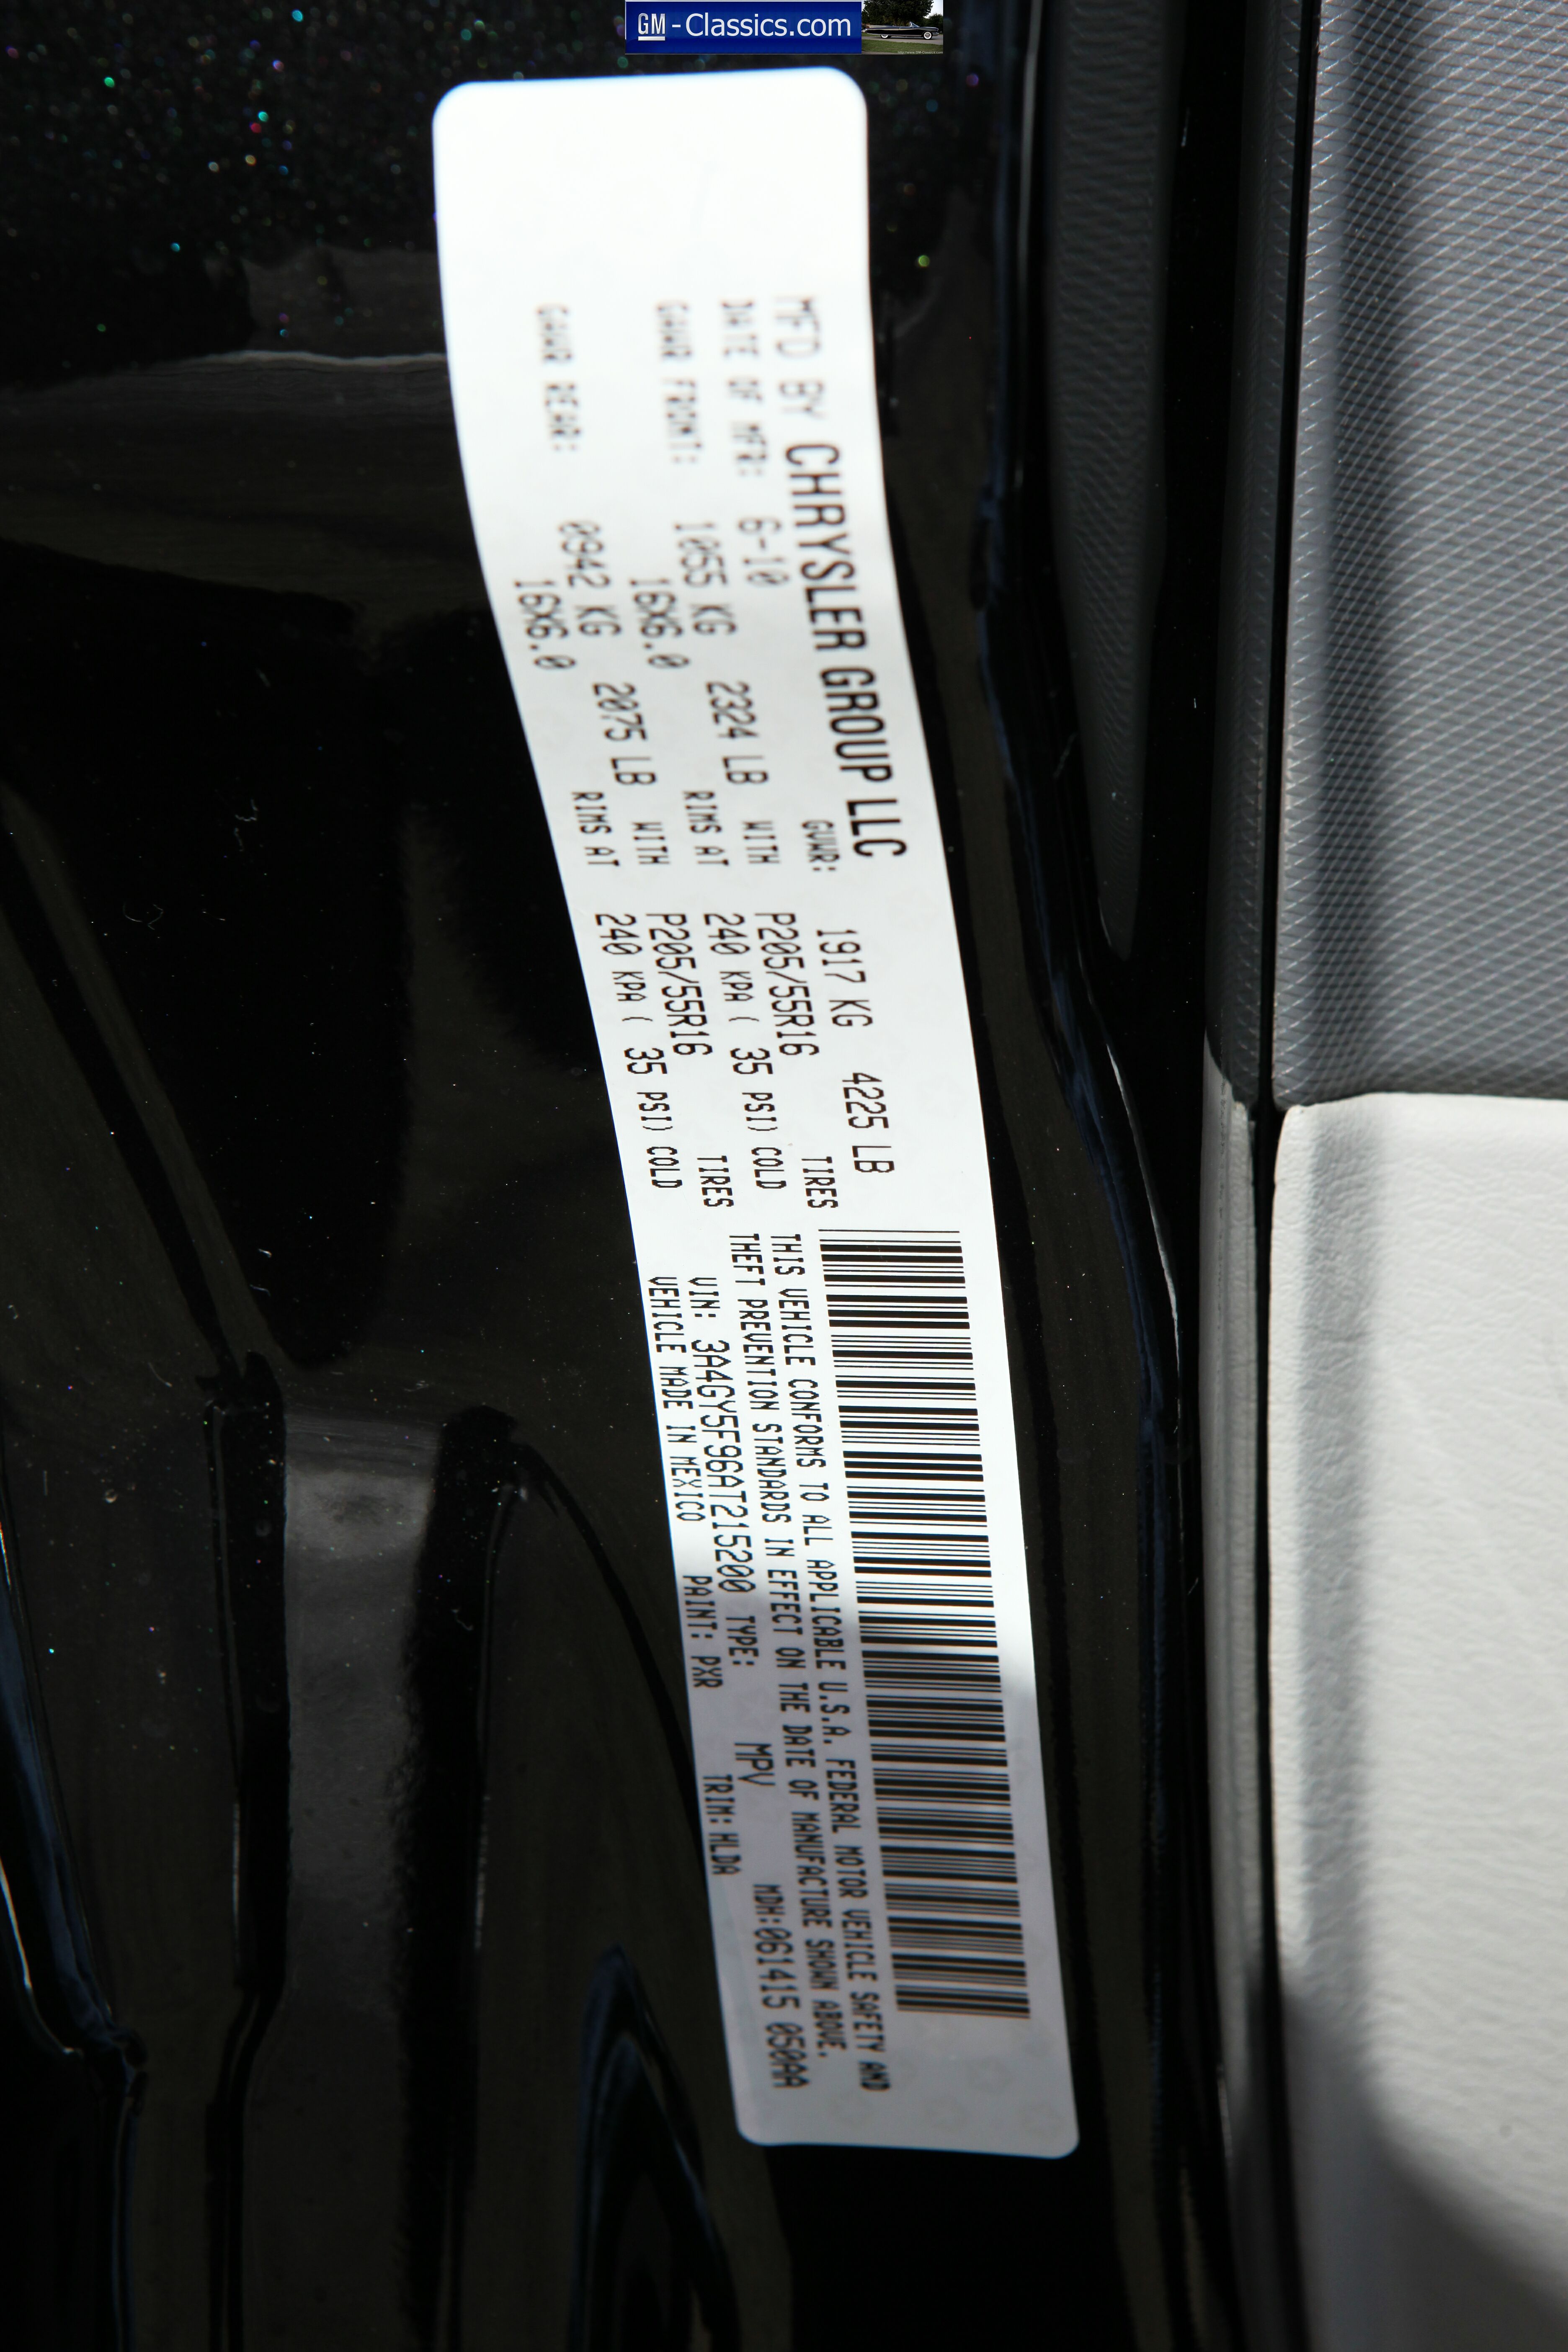 GM-Classics.com
MFD BY CHRYSLER GROUP LLC
DATE OF MFR: 6-10 GVWR: 1917 KG 4225 LB
GAWR FRONT: 1055 KG 2324 LB WITH P205/55R16 TIRES
16X6.0 RIMS AT 240 KPA ( 35 PSI) COLD
GAWR REAR: 0942 KG 2075 LB WITH P205/55R16 TIRES
16X6.0 RIMS AT 240 KPA ( 35 PSI) COLD
THIS VEHICLE CONFORMS TO ALL APPLICABLE U.S.A. FEDERAL MOTOR VEHICLE SAFETY AND
THEFT PREVENTION STANDARDS IN EFFECT ON THE DATE OF MANUFACTURE SHOWN ABOVE.
VIN: 3A4GY5F96AT215200 TYPE: MPV MDH:061415 050AA
VEHICLE MADE IN MEXICO PAINT: PXR TRIM: HLDA